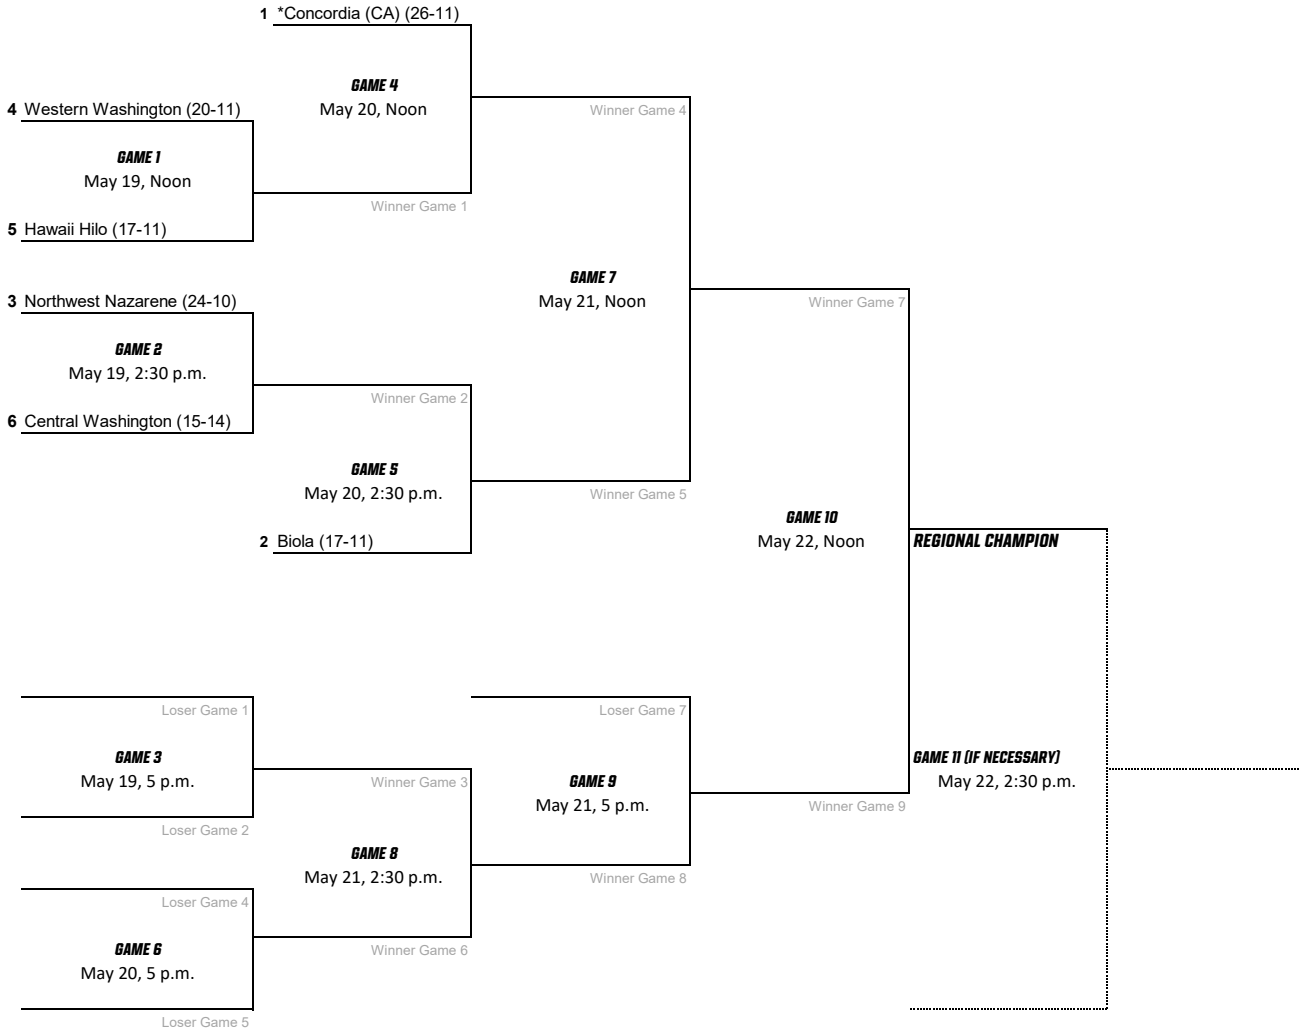 1 *Concordia (CA) (26-11)
GAME 4
May 20, Noon
4 Western Washington (20-11)
Winner Game 4
GAME 1
May 19, Noon
Winner Game 1
5 Hawaii Hilo (17-11)
GAME 7
May 21, Noon
3 Northwest Nazarene (24-10)
Winner Game 7
GAME 2
May 19, 2:30 p.m.
Winner Game 2
6 Central Washington (15-14)
GAME 5
May 20, 2:30 p.m.
Winner Game 5
GAME 10
May 22, Noon
2 Biola (17-11)
REGIONAL CHAMPION
Loser Game 1
Loser Game 7
GAME 3
May 19, 5 p.m.
Winner Game 3
GAME 9
May 21, 5 p.m.
GAME 11 (IF NECESSARY)
May 22, 2:30 p.m.
Winner Game 9
Loser Game 2
GAME 8
May 21, 2:30 p.m.
Winner Game 8
Loser Game 4
GAME 6
May 20, 5 p.m.
Winner Game 6
Loser Game 5